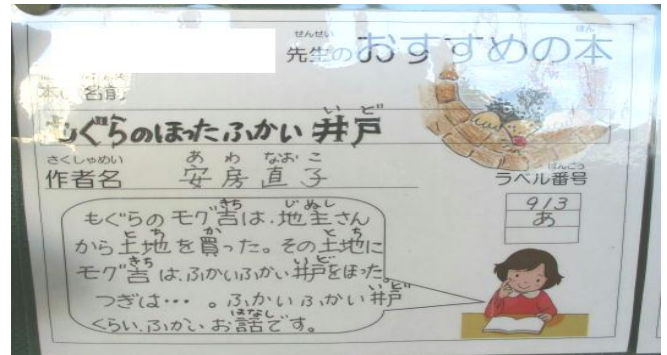 先生のおすすめの本
本の名前
もぐらのほったふかい井戸
作者名 安房直子
ラベル番号
913
あ
もぐらのモグ吉は、地主さん
から土地を買った。その土地に
モグ吉は、ふかいふかい井戸をほった。
つぎは…。ふかいふかい井戸
くらい、ふかいお話です。